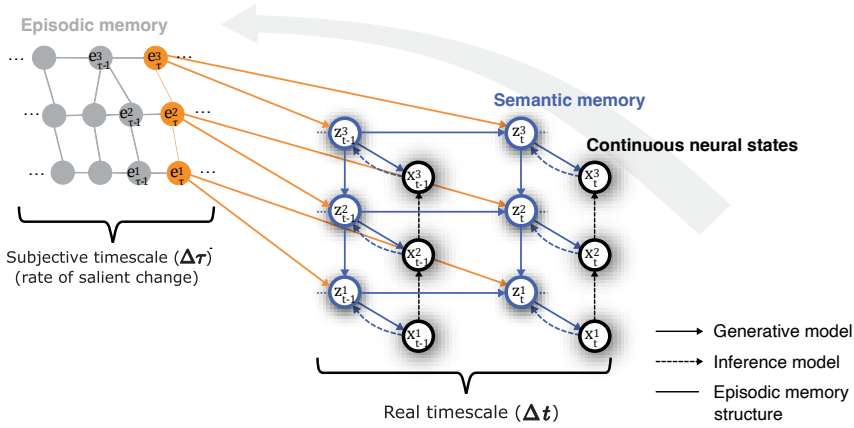 Episodic memory
... e³τ-1 e³τ ...
Semantic memory
... e²τ-1 e²τ ...
z³t-1 z³t
Continuous neural states
... e¹τ-1 e¹τ ...
x³t-1 x³t
z²t-1 z²t
Subjective timescale (Δτ)
(rate of salient change)
x²t-1 x²t
z¹t-1 z¹t
x¹t-1 x¹t
Generative model
Inference model
Episodic memory
structure
Real timescale (Δt)